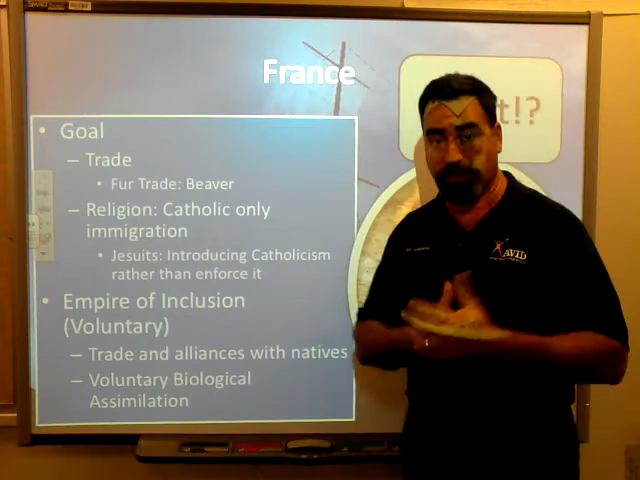 France
t!?
• Goal
– Trade
• Fur Trade: Beaver
– Religion: Catholic only
immigration
• Jesuits: Introducing Catholicism
rather than enforce it
• Empire of Inclusion
(Voluntary)
– Trade and alliances with natives
– Voluntary Biological
Assimilation
AVID